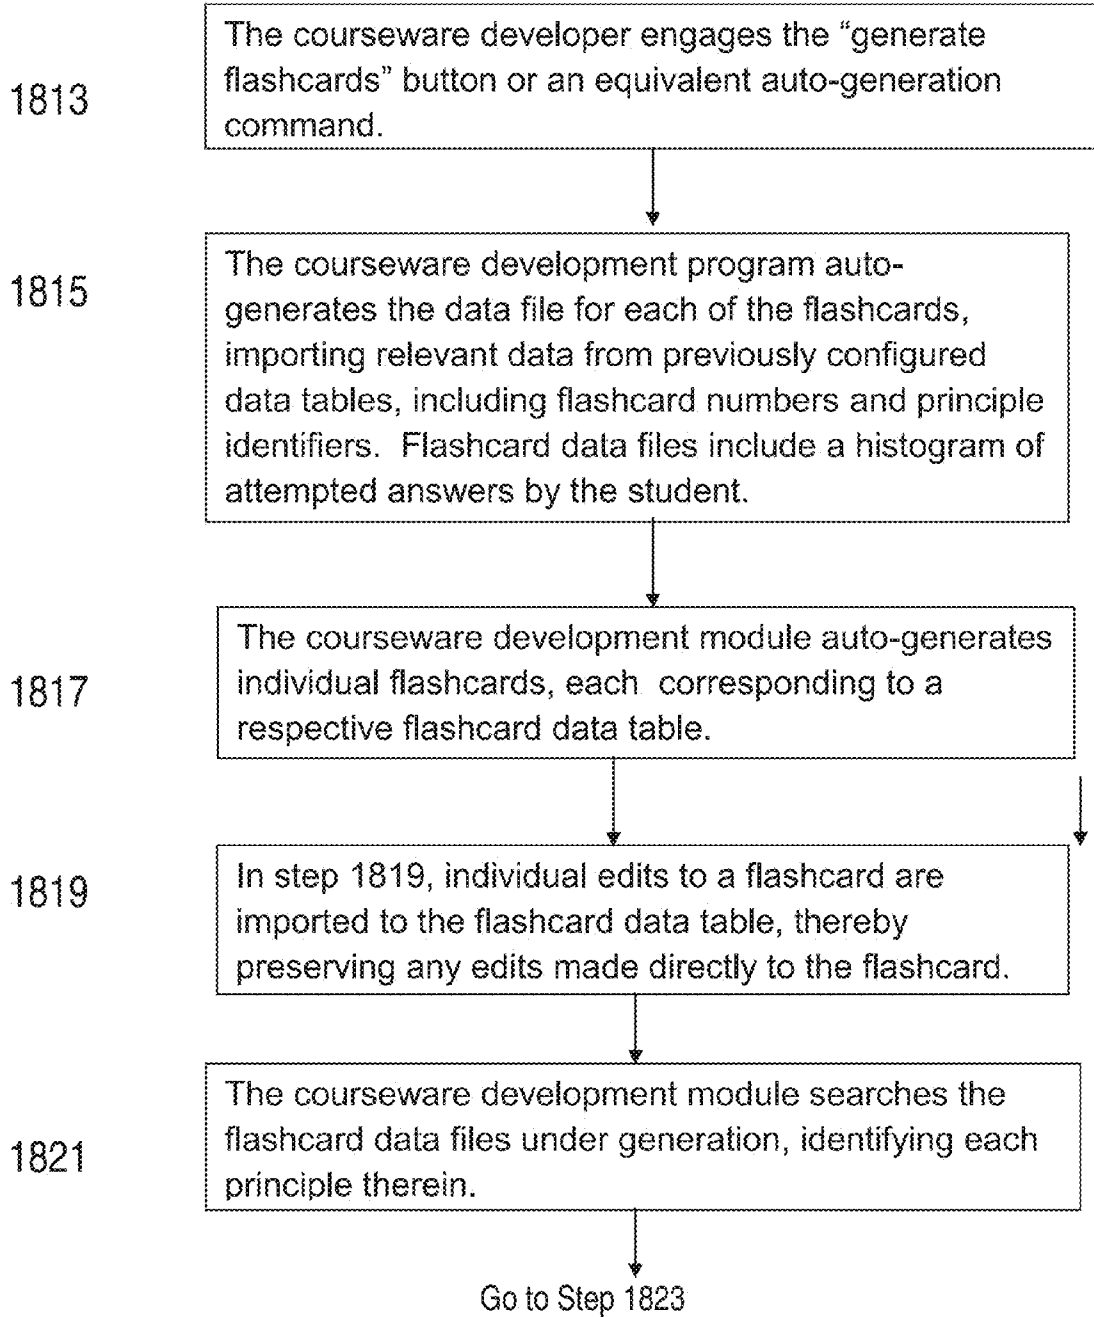 1813
The courseware developer engages the “generate
flashcards” button or an equivalent auto-generation
command.
1815
The courseware development program auto-
generates the data file for each of the flashcards,
importing relevant data from previously configured
data tables, including flashcard numbers and principle
identifiers.  Flashcard data files include a histogram of
attempted answers by the student.
1817
The courseware development module auto-generates
individual flashcards, each  corresponding to a
respective flashcard data table.
1819
In step 1819, individual edits to a flashcard are
imported to the flashcard data table, thereby
preserving any edits made directly to the flashcard.
1821
The courseware development module searches the
flashcard data files under generation, identifying each
principle therein.
Go to Step 1823